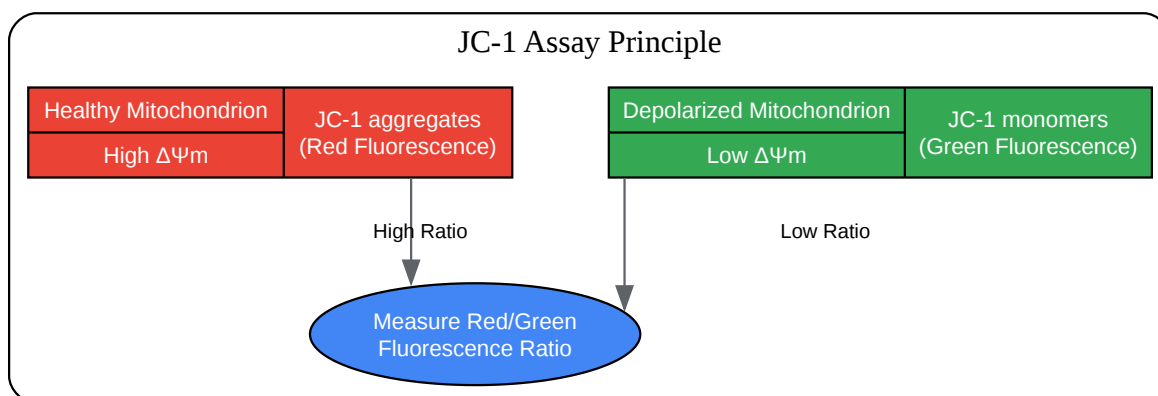 JC-1 Assay Principle
Healthy Mitochondrion
High ΔΨm
JC-1 aggregates
(Red Fluorescence)
Depolarized Mitochondrion
Low ΔΨm
JC-1 monomers
(Green Fluorescence)
High Ratio
Low Ratio
Measure Red/Green
Fluorescence Ratio